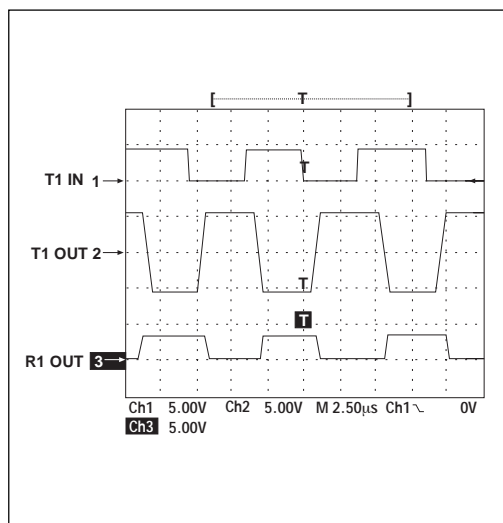 [ T ]
T
T1 IN 1
T1 OUT 2
T
T
R1 OUT 3
Ch1 5.00V Ch2 5.00V M 2.50µs Ch1 0V
Ch3 5.00V